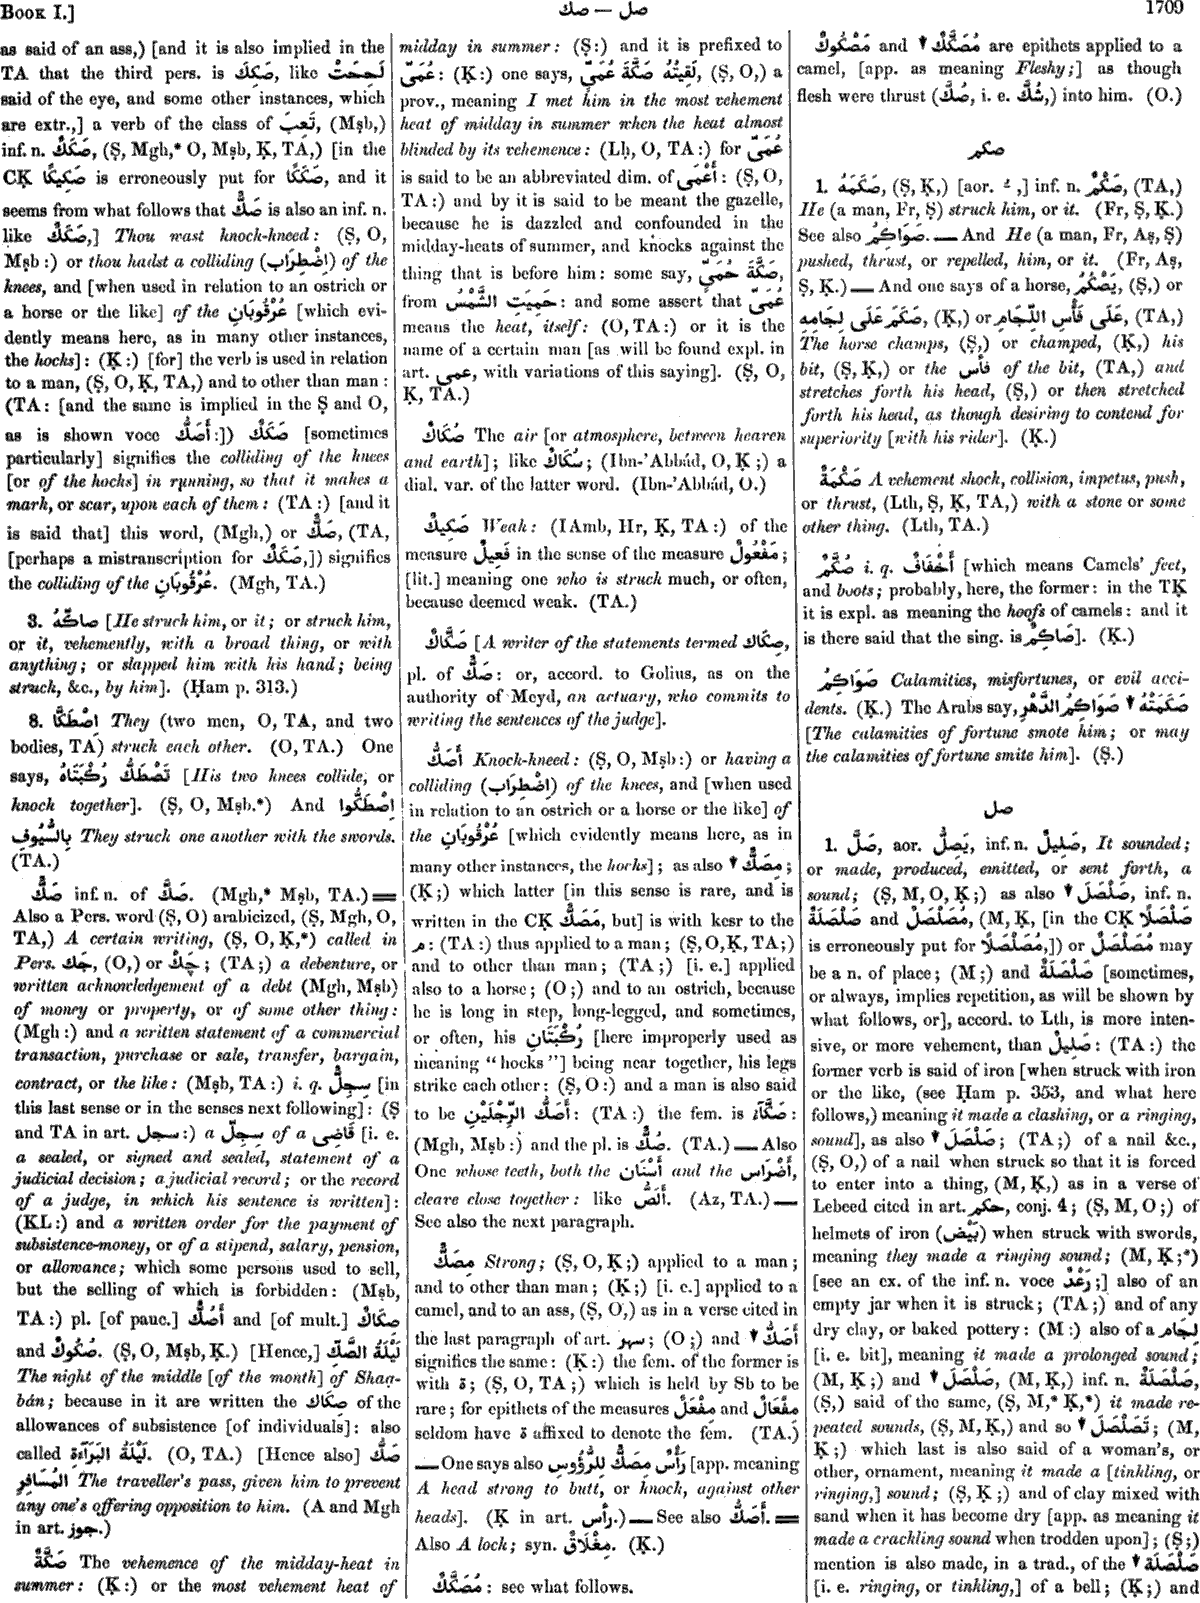 BOOK I.]
صك — صل
1709
as said of an ass,) [and it is also implied in the
TA that the third pers. is صَكِكَ, like لَحِحَتْ
said of the eye, and some other instances, which
are extr.,] a verb of the class of تَعِبَ, (Mṣb,)
inf. n. صَكَكٌ, (Ṣ, Mgh,* O, Mṣb, Ḳ, TA,) [in the
CK صَكِيكًا is erroneously put for صَكَكًا, and it
seems from what follows that صَكٌّ is also an inf. n.
like صَكَكٌ,] Thou wast knock-kneed: (Ṣ, O,
Mṣb:) or thou hadst a colliding (اضْطِرَاب) of the
knees, and [when used in relation to an ostrich or
a horse or the like] of the عُرْقُوبَانِ [which evi-
dently means here, as in many other instances,
the hocks]: (Ḳ:) [for] the verb is used in relation
to a man, (Ṣ, O, Ḳ, TA,) and to other than man:
(TA: [and the same is implied in the Ṣ and O,
as is shown voce أَصَكُّ:]) صَكَكٌ [sometimes
particularly] signifies the colliding of the knees
[or of the hocks] in running, so that it makes a
mark, or scar, upon each of them: (TA:) [and it
is said that] this word, (Mgh,) or صَكٌّ, (TA,
[perhaps a mistranscription for صَكَكٌ,]) signifies
the colliding of the عُرْقُوبَانِ. (Mgh, TA.)
3. صاكّهُ [He struck him, or it; or struck him,
or it, vehemently, with a broad thing, or with
anything; or slapped him with his hand; being
struck, &c., by him]. (Ḥam p. 313.)
8. اِصْطَكَّا They (two men, O, TA, and two
bodies, TA) struck each other. (O, TA.) One
says, تَصْطَكُّ رُكْبَتَاهُ [His two knees collide, or
knock together]. (Ṣ, O, Mṣb.*) And اِصْطَكُّوا
بِالسُّيُوفِ They struck one another with the swords.
(TA.)
صَكٌّ inf. n. of صَكَّ. (Mgh,* Mṣb, TA.) ═
Also a Pers. word (Ṣ, O) arabicized, (Ṣ, Mgh, O,
TA,) A certain writing, (Ṣ, O, Ḳ,*) called in
Pers. چك, (O,) or چَكْ; (TA;) a debenture, or
written acknowledgement of a debt (Mgh, Mṣb)
of money or property, or of some other thing:
(Mgh:) and a written statement of a commercial
transaction, purchase or sale, transfer, bargain,
contract, or the like: (Mṣb, TA:) i. q. سِجِلٌّ [in
this last sense or in the senses next following]: (Ṣ
and TA in art. سجل:) a سِجِلّ of a قَاضِى [i. e.
a sealed, or signed and sealed, statement of a
judicial decision; a judicial record; or the record
of a judge, in which his sentence is written]:
(KL:) and a written order for the payment of
subsistence-money, or of a stipend, salary, pension,
or allowance; which some persons used to sell,
but the selling of which is forbidden: (Mṣb,
TA:) pl. [of pauc.] أَصُكٌّ and [of mult.] صِكَاكٌ
and صُكُوكٌ. (Ṣ, O, Mṣb, Ḳ.) [Hence,] لَيْلَةُ الصَّكِّ
The night of the middle [of the month] of Shaạ-
bán; because in it are written the صِكَاك of the
allowances of subsistence [of individuals]: also
called لَيْلَةُ البَرَآءَةِ. (O, TA.) [Hence also] صَكُّ
المُسَافِرِ The traveller's pass, given him to prevent
any one's offering opposition to him. (A and Mgh
in art. جوز.)
صَكَّةٌ The vehemence of the midday-heat in
summer: (Ḳ:) or the most vehement heat of
midday in summer: (Ṣ:) and it is prefixed to
عُمَىّ: (Ḳ:) one says, لَقِيتُهُ صَكَّةَ عُمَىٍّ, (Ṣ, O,) a
prov., meaning I met him in the most vehement
heat of midday in summer when the heat almost
blinded by its vehemence: (Lḥ, O, TA:) for عُمَىّ
is said to be an abbreviated dim. of أَعْمَى: (Ṣ, O,
TA:) and by it is said to be meant the gazelle,
because he is dazzled and confounded in the
midday-heats of summer, and knocks against the
thing that is before him: some say, صَكَّةَ حُمَىٍّ,
from حَمِيَتِ الشَّمْسُ: and some assert that عُمَىّ
means the heat, itself: (O, TA:) or it is the
name of a certain man [as will be found expl. in
art. عمى, with variations of this saying]. (Ṣ, O,
Ḳ, TA.)
صُكَاكٌ The air [or atmosphere, between heaven
and earth]; like سُكَاكٌ; (Ibn-'Abbád, O, Ḳ;) a
dial. var. of the latter word. (Ibn-'Abbád, O.)
صَكِيكٌ Weak: (IAmb, Hr, Ḳ, TA:) of the
measure فَعِيلٌ in the sense of the measure مَفْعُولٌ;
[lit.] meaning one who is struck much, or often,
because deemed weak. (TA.)
صَكَّاكٌ [A writer of the statements termed صِكَاك,
pl. of صَكٌّ: or, accord. to Golius, as on the
authority of Meyd, an actuary, who commits to
writing the sentences of the judge].
أَصَكُّ Knock-kneed: (Ṣ, O, Mṣb:) or having a
colliding (اضْطِرَاب) of the knees, and [when used
in relation to an ostrich or a horse or the like] of
the عُرْقُوبَانِ [which evidently means here, as in
many other instances, the hocks]; as also ▼ مِصَكٌّ;
(Ḳ;) which latter [in this sense is rare, and is
written in the CK مَصَكٌّ, but] is with kesr to the
م: (TA:) thus applied to a man; (Ṣ, O, Ḳ, TA;)
and to other than man; (TA;) [i. e.] applied
also to a horse; (O;) and to an ostrich, because
he is long in step, long-legged, and sometimes,
or often, his رُكْبَتَانِ [here improperly used as
meaning "hocks"] being near together, his legs
strike each other: (Ṣ, O:) and a man is also said
to be أَصَكُّ الرِّجْلَيْنِ: (TA:) the fem. is صَكَّآءُ:
(Mgh, Mṣb:) and the pl. is صُكٌّ. (TA.) — Also
One whose teeth, both the أَسْنَان and the أَضْرَاس,
cleave close together: like أَلَصُّ. (Az, TA.) —
See also the next paragraph.
مِصَكٌّ Strong; (Ṣ, O, Ḳ;) applied to a man;
and to other than man; (Ḳ;) [i. e.] applied to a
camel, and to an ass, (Ṣ, O,) as in a verse cited in
the last paragraph of art. سهر; (O;) and ▼ أَصَكُّ
signifies the same: (Ḳ:) the fem. of the former is
with ة; (Ṣ, O, TA;) which is held by Sb to be
rare; for epithets of the measures مِفْعَلٌ and مِفْعَالٌ
seldom have ة affixed to denote the fem. (TA.)
— One says also رَأْسٌ مِصَكٌّ لِلرُّؤُوسِ [app. meaning
A head strong to butt, or knock, against other
heads]. (Ḳ in art. رأس.) — See also أَصَكُّ. ═
Also A lock; syn. مِغْلَاقٌ. (Ḳ.)
مُصَكَّكٌ: see what follows.
مَصْكُوكٌ and ▼ مُصَكَّكٌ are epithets applied to a
camel, [app. as meaning Fleshy;] as though
flesh were thrust (صُكَّ, i. e. شُكَّ,) into him. (O.)
صكم
1. صَكَمَهُ, (Ṣ, Ḳ,) [aor. ـُ ,] inf. n. صَكْمٌ, (TA,)
He (a man, Fr, Ṣ) struck him, or it. (Fr, Ṣ, Ḳ.)
See also صَوَاكِمُ. — And He (a man, Fr, Aṣ, Ṣ)
pushed, thrust, or repelled, him, or it. (Fr, Aṣ,
Ṣ, Ḳ.) — And one says of a horse, يَصْكُمُ, (Ṣ,) or
صَكَمَ عَلَى لِجَامِهِ, (Ḳ,) or عَلَى فَأْسِ اللِّجَامِ, (TA,)
The horse champs, (Ṣ,) or champed, (Ḳ,) his
bit, (Ṣ, Ḳ,) or the فأس of the bit, (TA,) and
stretches forth his head, (Ṣ,) or then stretched
forth his head, as though desiring to contend for
superiority [with his rider]. (Ḳ.)
صَكْمَةٌ A vehement shock, collision, impetus, push,
or thrust, (Lth, Ṣ, Ḳ, TA,) with a stone or some
other thing. (Lth, TA.)
صُكَّمٌ i. q. أَخْفَافٌ [which means Camels' feet,
and boots; probably, here, the former: in the TḲ
it is expl. as meaning the hoofs of camels: and it
is there said that the sing. is صَاكِمٌ]. (Ḳ.)
صَوَاكِمُ Calamities, misfortunes, or evil acci-
dents. (Ḳ.) The Arabs say, صَكَمَتْهُ ▼ صَوَاكِمُ الدَّهْرِ
[The calamities of fortune smote him; or may
the calamities of fortune smite him]. (Ṣ.)
صل
1. صَلَّ, aor. يَصِلُّ, inf. n. صَلِيلٌ, It sounded;
or made, produced, emitted, or sent forth, a
sound; (Ṣ, M, O, Ḳ;) as also ▼ صَلْصَلَ, inf. n.
صَلْصَلَةٌ and مُصَلْصَلٌ, (M, Ḳ, [in the CK صَلْصَلًا
is erroneously put for مُصَلْصَلًا,]) or مُصَلْصَلٌ may
be a n. of place; (M;) and صَلْصَلَةٌ [sometimes,
or always, implies repetition, as will be shown by
what follows, or], accord. to Lth, is more inten-
sive, or more vehement, than صَلِيلٌ: (TA:) the
former verb is said of iron [when struck with iron
or the like, (see Ḥam p. 353, and what here
follows,) meaning it made a clashing, or a ringing,
sound], as also ▼ صَلْصَلَ; (TA;) of a nail &c.,
(Ṣ, O,) of a nail when struck so that it is forced
to enter into a thing, (M, Ḳ,) as in a verse of
Lebeed cited in art. حكم, conj. 4; (Ṣ, M, O;) of
helmets of iron (بَيْض) when struck with swords,
meaning they made a ringing sound; (M, Ḳ;*)
[see an ex. of the inf. n. voce رَعْدٌ;] also of an
empty jar when it is struck; (TA;) and of any
dry clay, or baked pottery: (M:) also of a لِجَام
[i. e. bit], meaning it made a prolonged sound;
(M, Ḳ;) and ▼ صَلْصَلَ, (M, Ḳ,) inf. n. صَلْصَلَةٌ,
(Ṣ,) said of the same, (Ṣ, M,* Ḳ,*) it made re-
peated sounds, (Ṣ, M, Ḳ,) and so ▼ تَصَلْصَلَ; (M,
Ḳ;) which last is also said of a woman's, or
other, ornament, meaning it made a [tinkling, or
ringing,] sound; (Ṣ, Ḳ;) and of clay mixed with
sand when it has become dry [app. as meaning it
made a crackling sound when trodden upon]; (Ṣ;)
mention is also made, in a trad., of the ▼ صَلْصَلَة
[i. e. ringing, or tinkling,] of a bell; (Ḳ;) and